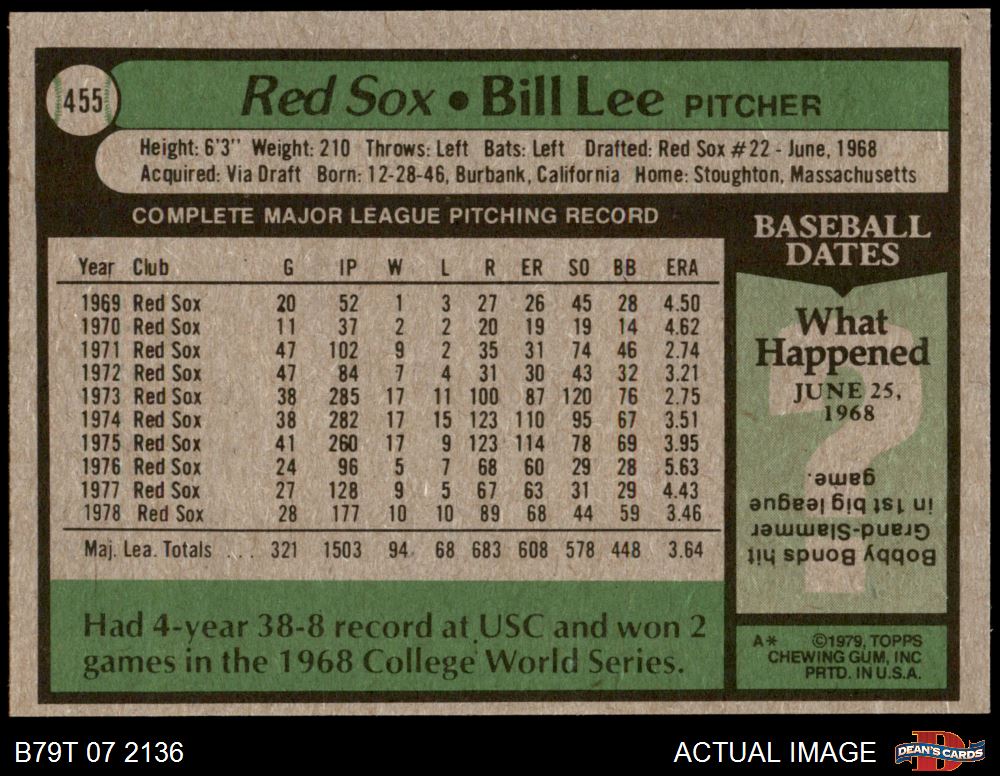 455
Red Sox • Bill Lee PITCHER
Height: 6'3" Weight: 210 Throws: Left Bats: Left Drafted: Red Sox #22 - June, 1968
Acquired: Via Draft Born: 12-28-46, Burbank, California Home: Stoughton, Massachusetts
COMPLETE MAJOR LEAGUE PITCHING RECORD
Year Club G IP W L R ER SO BB ERA
1969 Red Sox 20 52 1 3 27 26 45 28 4.50
1970 Red Sox 11 37 2 2 20 19 19 14 4.62
1971 Red Sox 47 102 9 2 35 31 74 46 2.74
1972 Red Sox 47 84 7 4 31 30 43 32 3.21
1973 Red Sox 38 285 17 11 100 87 120 76 2.75
1974 Red Sox 38 282 17 15 123 110 95 67 3.51
1975 Red Sox 41 260 17 9 123 114 78 69 3.95
1976 Red Sox 24 96 5 7 68 60 29 28 5.63
1977 Red Sox 27 128 9 5 67 63 31 29 4.43
1978 Red Sox 28 177 10 10 89 68 44 59 3.46
Maj. Lea. Totals . . . 321 1503 94 68 683 608 578 448 3.64
Had 4-year 38-8 record at USC and won 2
games in the 1968 College World Series.
BASEBALL
DATES
What
Happened
JUNE 25,
1968
Bobby Bonds hit
Grand-Slammer
in 1st big league
game.
A* ©1979, TOPPS
CHEWING GUM, INC
PRTD. IN U.S.A.
B79T 07 2136
ACTUAL IMAGE
DEAN'S CARDS